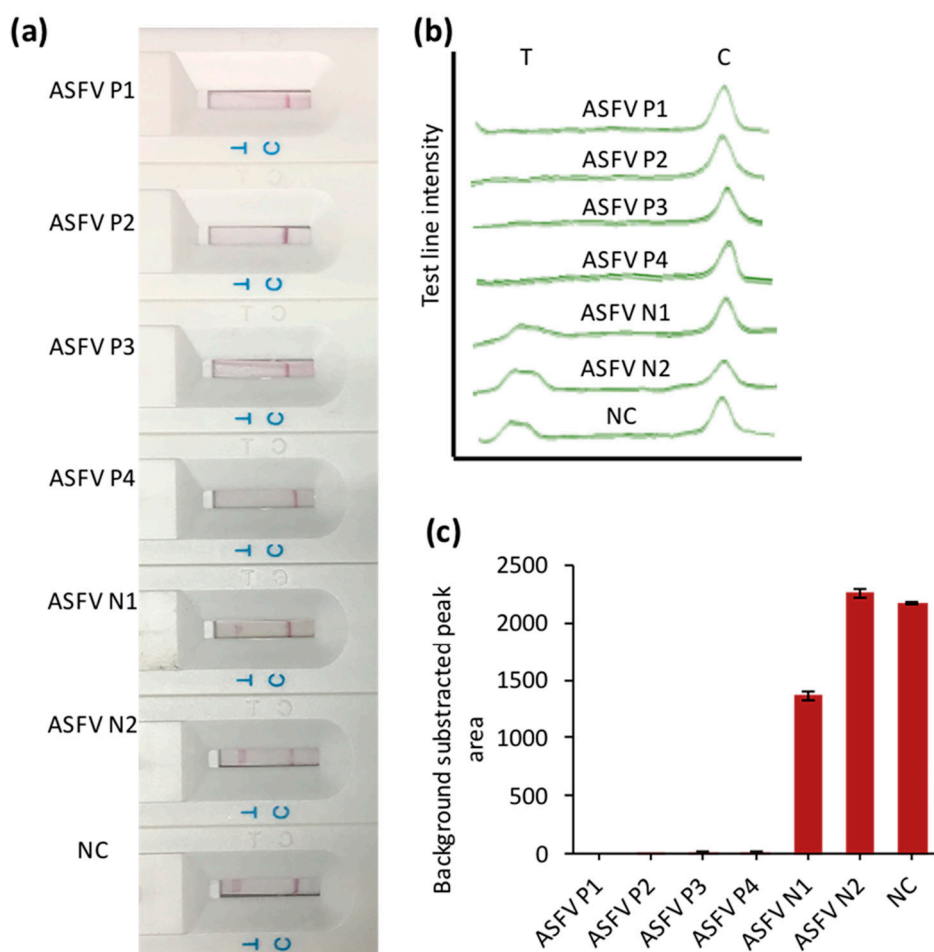 (a)
ASFV P1
T C
C T
ASFV P2
T C
C T
ASFV P3
T C
C T
ASFV P4
T C
C T
ASFV N1
T C
C T
ASFV N2
T C
C T
NC
T C
(b)
T C
Test line intensity
ASFV P1
ASFV P2
ASFV P3
ASFV P4
ASFV N1
ASFV N2
NC
(c)
Background substracted peak
area
2500
2000
1500
1000
500
0
ASFV P1
ASFV P2
ASFV P3
ASFV P4
ASFV N1
ASFV N2
NC